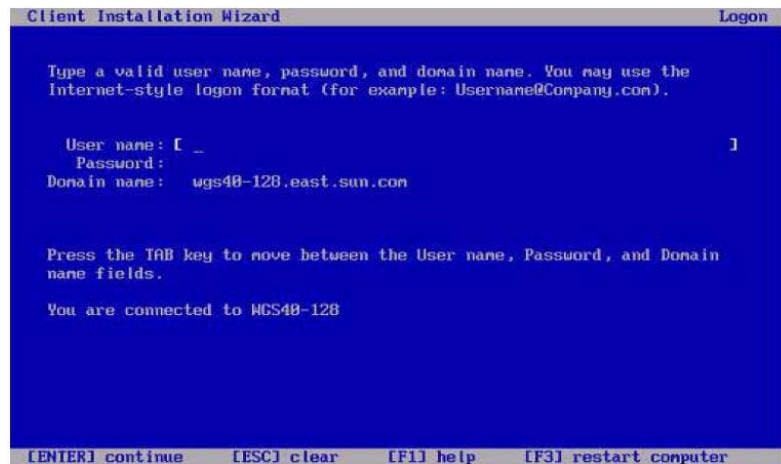 Client Installation Wizard Logon
Type a valid user name, password, and domain name. You may use the
Internet-style logon format (for example: Username@Company.com).
User name: [ _ ]
Password:
Domain name: wgs40-128.east.sun.com
Press the TAB key to move between the User name, Password, and Domain
name fields.
You are connected to WGS40-128
[ENTER] continue [ESC] clear [F1] help [F3] restart computer